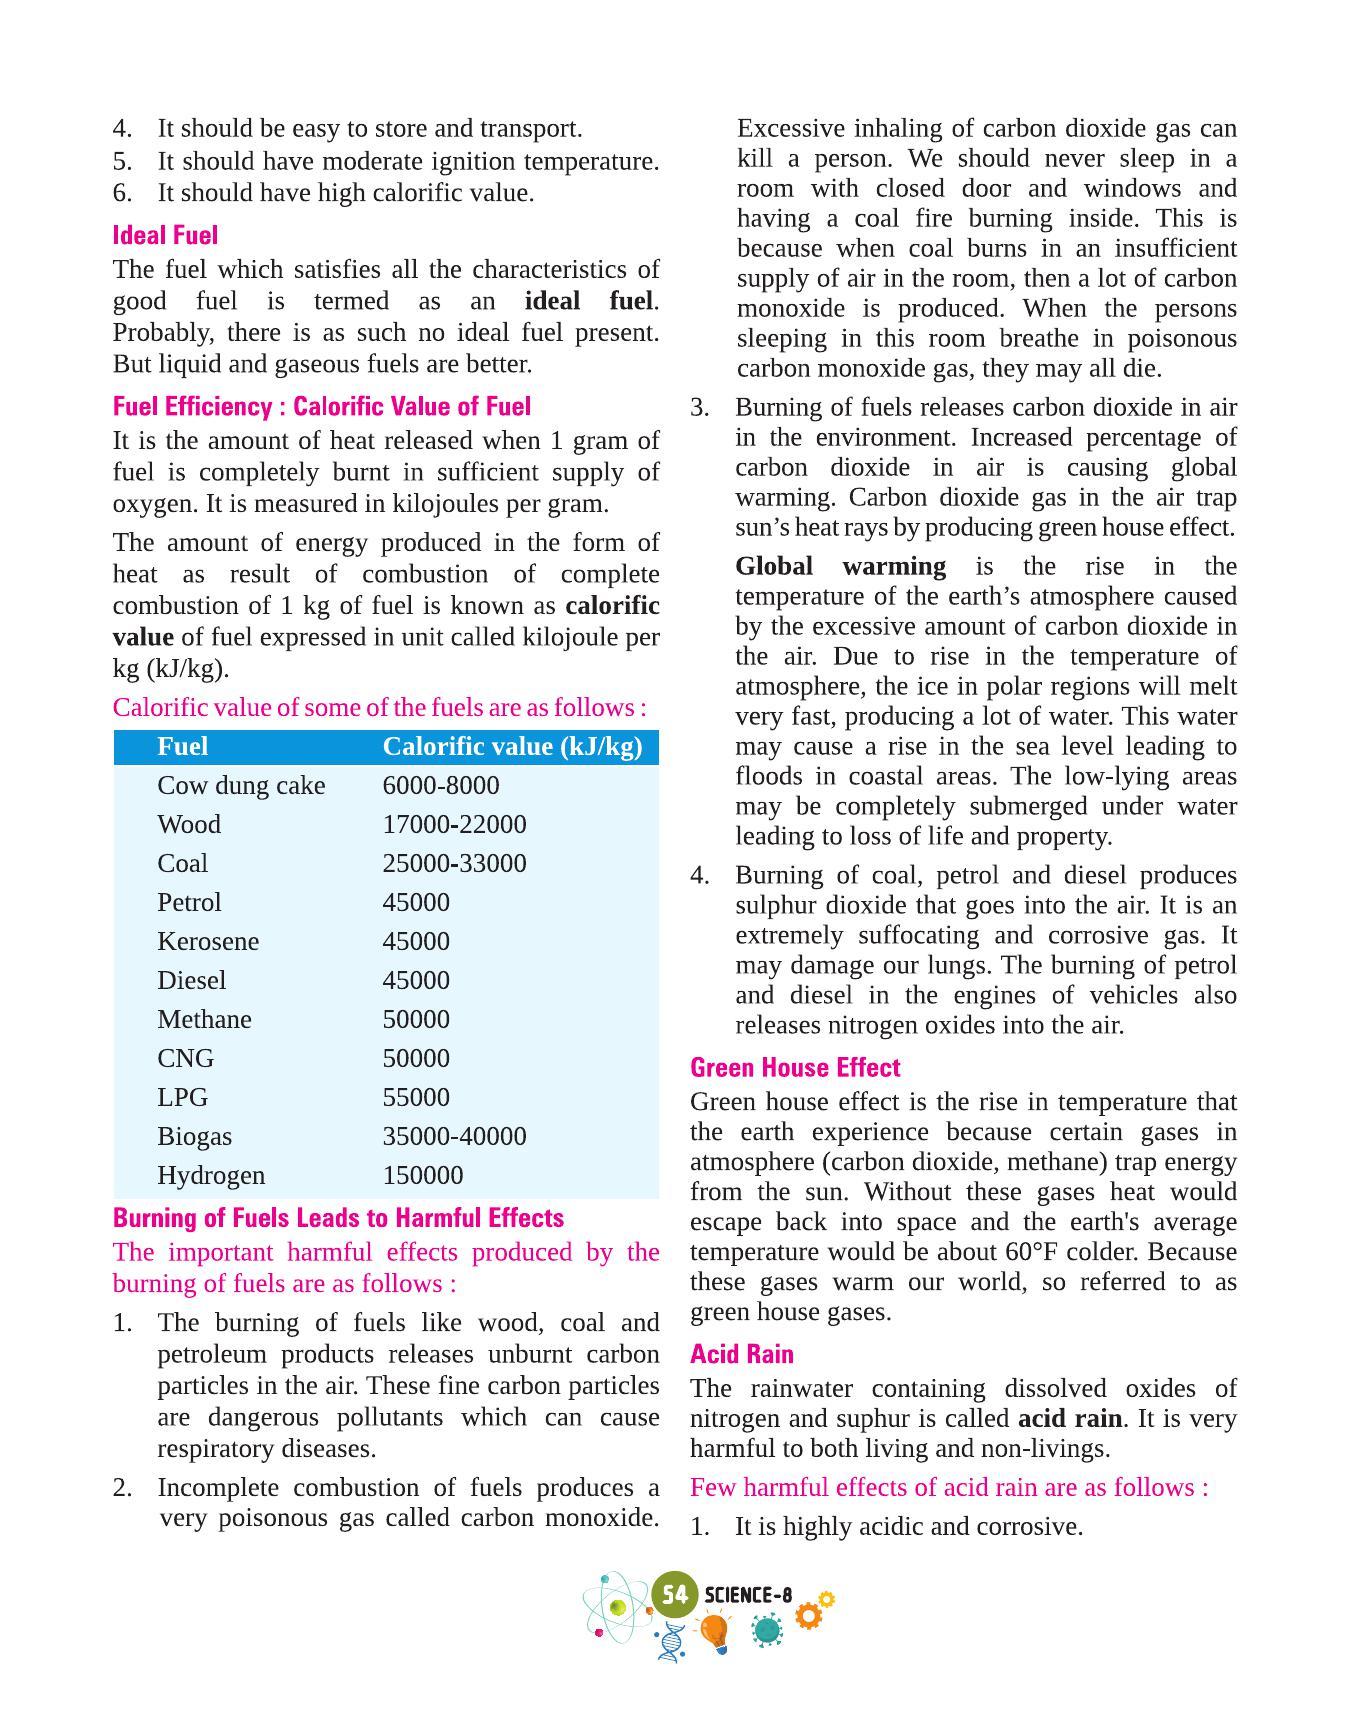 4. It should be easy to store and transport.
5. It should have moderate ignition temperature.
6. It should have high calorific value.
Ideal Fuel
The fuel which satisfies all the characteristics of
good fuel is termed as an ideal fuel.
Probably, there is as such no ideal fuel present.
But liquid and gaseous fuels are better.
Fuel Efficiency : Calorific Value of Fuel
It is the amount of heat released when 1 gram of
fuel is completely burnt in sufficient supply of
oxygen. It is measured in kilojoules per gram.
The amount of energy produced in the form of
heat as result of combustion of complete
combustion of 1 kg of fuel is known as calorific
value of fuel expressed in unit called kilojoule per
kg (kJ/kg).
Calorific value of some of the fuels are as follows :
Fuel Calorific value (kJ/kg)
Cow dung cake 6000-8000
Wood 17000-22000
Coal 25000-33000
Petrol 45000
Kerosene 45000
Diesel 45000
Methane 50000
CNG 50000
LPG 55000
Biogas 35000-40000
Hydrogen 150000
Burning of Fuels Leads to Harmful Effects
The important harmful effects produced by the
burning of fuels are as follows :
1. The burning of fuels like wood, coal and
petroleum products releases unburnt carbon
particles in the air. These fine carbon particles
are dangerous pollutants which can cause
respiratory diseases.
2. Incomplete combustion of fuels produces a
very poisonous gas called carbon monoxide.
Excessive inhaling of carbon dioxide gas can
kill a person. We should never sleep in a
room with closed door and windows and
having a coal fire burning inside. This is
because when coal burns in an insufficient
supply of air in the room, then a lot of carbon
monoxide is produced. When the persons
sleeping in this room breathe in poisonous
carbon monoxide gas, they may all die.
3. Burning of fuels releases carbon dioxide in air
in the environment. Increased percentage of
carbon dioxide in air is causing global
warming. Carbon dioxide gas in the air trap
sun’s heat rays by producing green house effect.
Global warming is the rise in the
temperature of the earth’s atmosphere caused
by the excessive amount of carbon dioxide in
the air. Due to rise in the temperature of
atmosphere, the ice in polar regions will melt
very fast, producing a lot of water. This water
may cause a rise in the sea level leading to
floods in coastal areas. The low-lying areas
may be completely submerged under water
leading to loss of life and property.
4. Burning of coal, petrol and diesel produces
sulphur dioxide that goes into the air. It is an
extremely suffocating and corrosive gas. It
may damage our lungs. The burning of petrol
and diesel in the engines of vehicles also
releases nitrogen oxides into the air.
Green House Effect
Green house effect is the rise in temperature that
the earth experience because certain gases in
atmosphere (carbon dioxide, methane) trap energy
from the sun. Without these gases heat would
escape back into space and the earth's average
temperature would be about 60°F colder. Because
these gases warm our world, so referred to as
green house gases.
Acid Rain
The rainwater containing dissolved oxides of
nitrogen and suphur is called acid rain. It is very
harmful to both living and non-livings.
Few harmful effects of acid rain are as follows :
1. It is highly acidic and corrosive.
54 SCIENCE-8